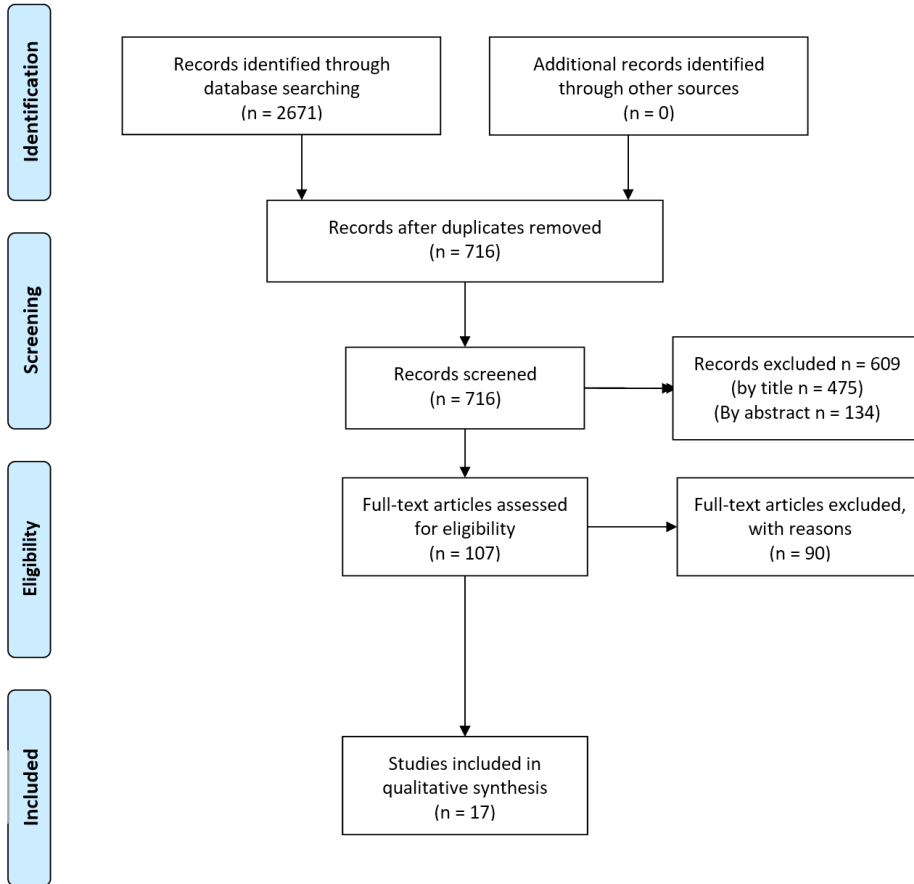 Identification
Records identified through
database searching
(n = 2671)
Additional records identified
through other sources
(n = 0)
Records after duplicates removed
(n = 716)
Screening
Records screened
(n = 716)
Records excluded n = 609
(by title n = 475)
(By abstract n = 134)
Eligibility
Full-text articles assessed
for eligibility
(n = 107)
Full-text articles excluded,
with reasons
(n = 90)
Included
Studies included in
qualitative synthesis
(n = 17)